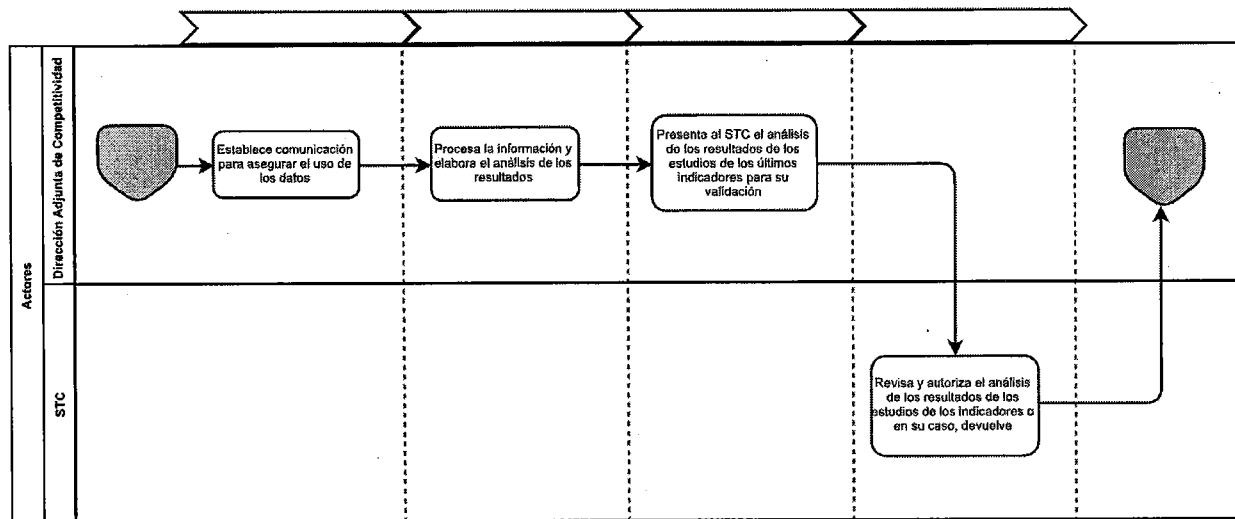 Actores
Dirección Adjunta de Competitividad
STC
Establece comunicación
para asegurar el uso de
los datos
Procesa la información y
elabora el análisis de los
resultados
Presenta al STC el análisis
de los resultados de los
estudios de los últimos
indicadores para su
validación
Revisa y autoriza el análisis
de los resultados de los
estudios de los indicadores o
en su caso, devuelve